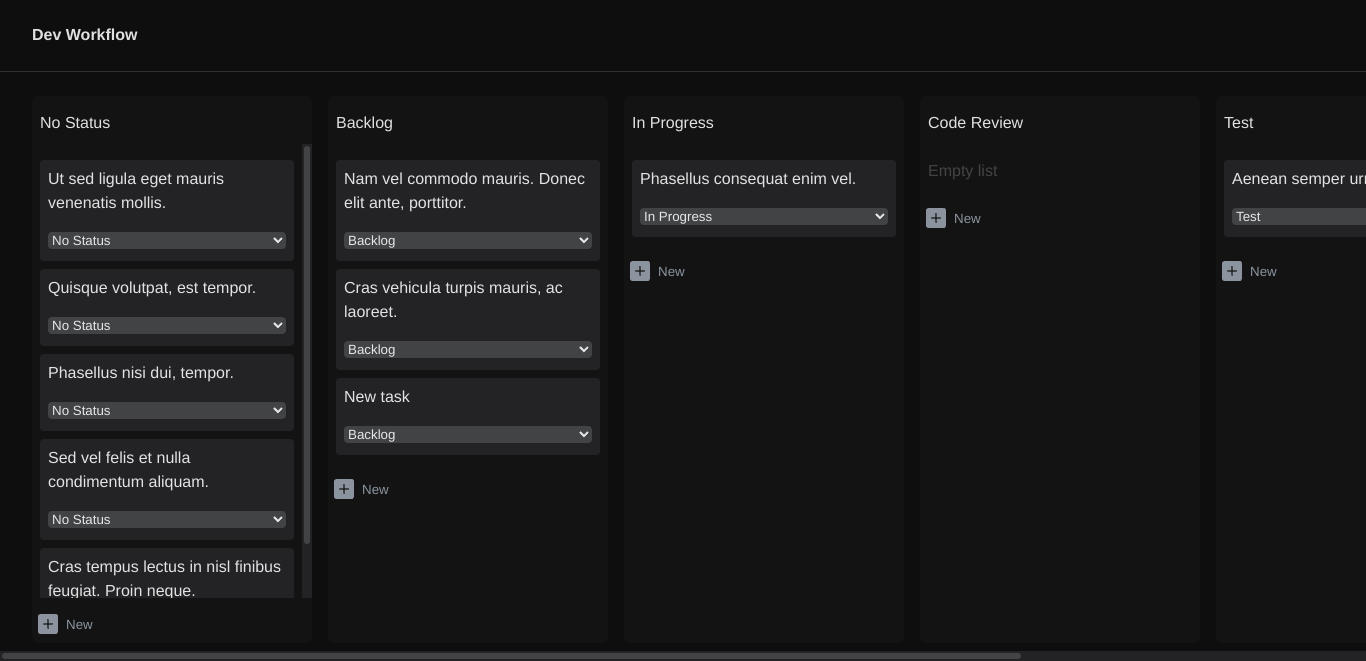 Dev Workflow
No Status
Ut sed ligula eget mauris
venenatis mollis.
No Status
Quisque volutpat, est tempor.
No Status
Phasellus nisi dui, tempor.
No Status
Sed vel felis et nulla
condimentum aliquam.
No Status
Cras tempus lectus in nisl finibus
feugiat. Proin neque.
New
Backlog
Nam vel commodo mauris. Donec
elit ante, porttitor.
Backlog
Cras vehicula turpis mauris, ac
laoreet.
Backlog
New task
Backlog
New
In Progress
Phasellus consequat enim vel.
In Progress
New
Code Review
Empty list
New
Test
Aenean semper
Test
New